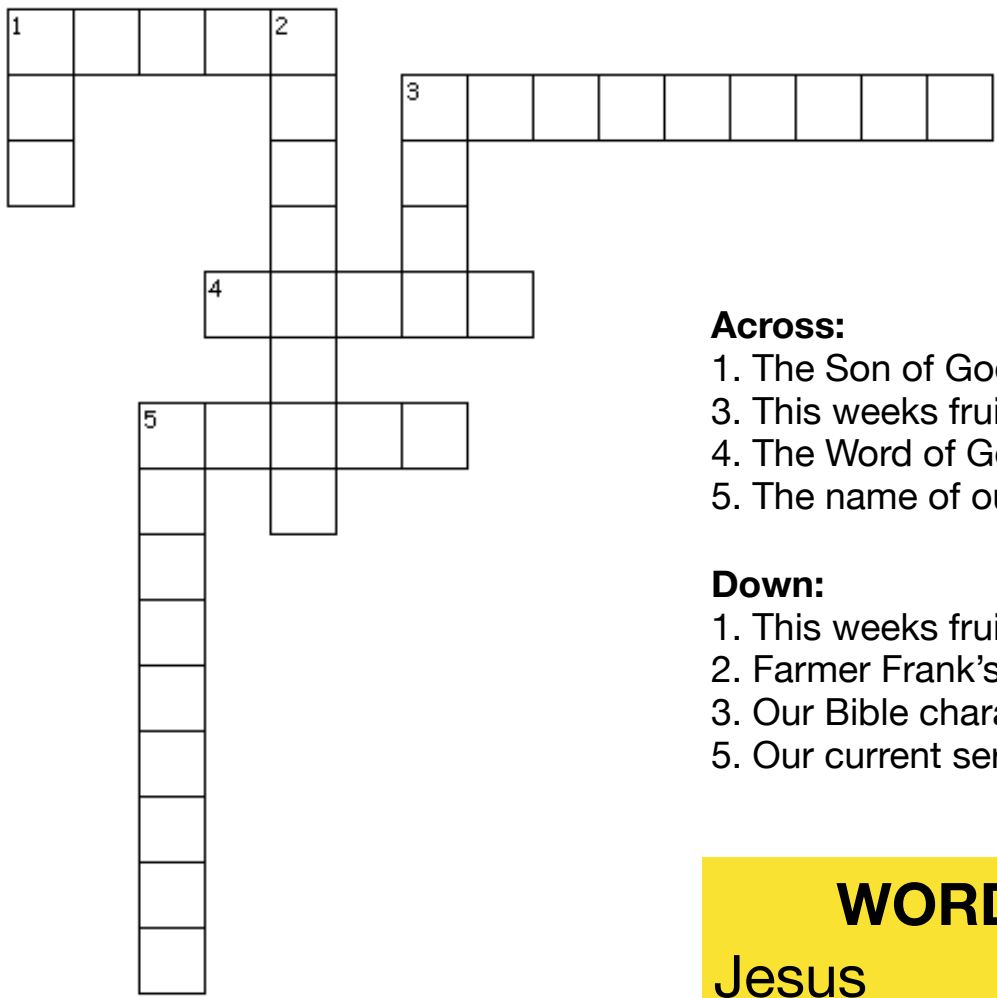 1
2
3
4
5
Across:
1. The Son of God
3. This weeks frui
4. The Word of Go
5. The name of ou
Down:
1. This weeks frui
2. Farmer Frank’s
3. Our Bible chara
5. Our current ser
WORD
Jesus